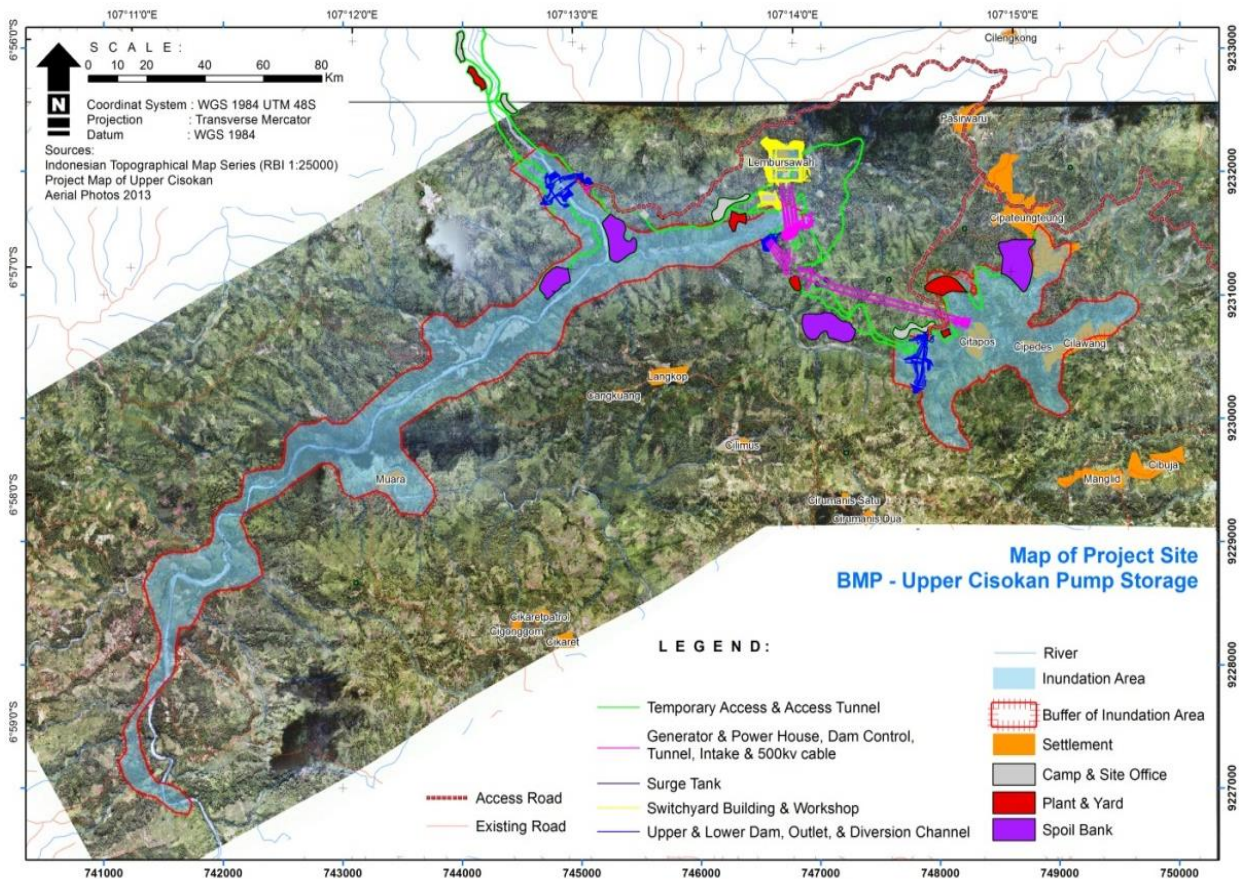 107°11'0"E 107°12'0"E 107°13'0"E 107°14'0"E 107°15'0"E
6°56'0"S
6°57'0"S
6°58'0"S
6°59'0"S
9233000
9232000
9231000
9230000
9229000
9228000
9227000
S C A L E :
0 10 20 40 60 80
Km
N
Coordinat System : WGS 1984 UTM 48S
Projection : Transverse Mercator
Datum : WGS 1984
Sources:
Indonesian Topographical Map Series (RBI 1:25000)
Project Map of Upper Cisokan
Aerial Photos 2013
Cilengkong
Pasirwaru
Lembursawah
Cipateungteung
Citapos
Cipedes
Cilawang
Langkop
Cangkuang
Cilimus
Muara
Cibuja
Manglid
Cirumanis Satu
Cirumanis Dua
Cikaretpatrol
Cigonggom
Cikaret
Map of Project Site
BMP - Upper Cisokan Pump Storage
L E G E N D :
Access Road
Existing Road
Temporary Access & Access Tunnel
Generator & Power House, Dam Control,
Tunnel, Intake & 500kv cable
Surge Tank
Switchyard Building & Workshop
Upper & Lower Dam, Outlet, & Diversion Channel
River
Inundation Area
Buffer of Inundation Area
Settlement
Camp & Site Office
Plant & Yard
Spoil Bank
741000 742000 743000 744000 745000 746000 747000 748000 749000 750000